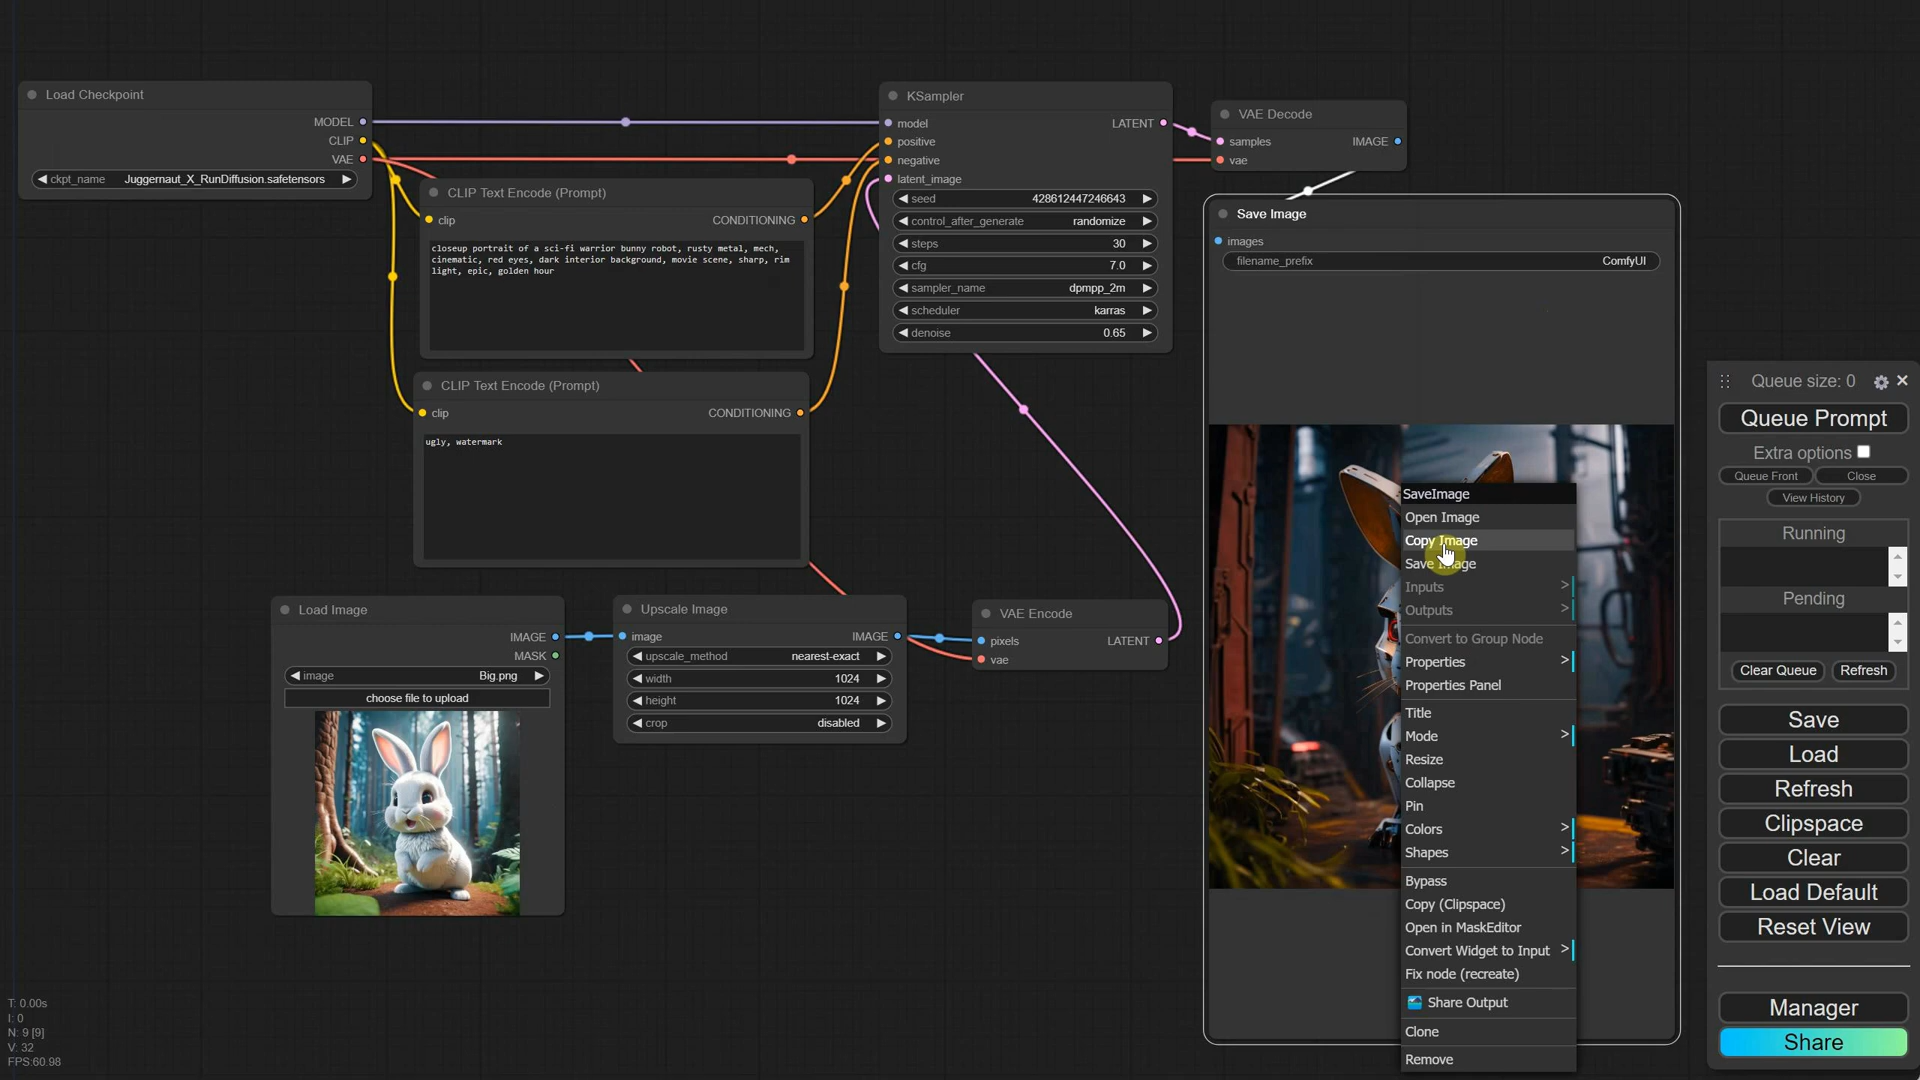 Load Checkpoint
MODEL
CLIP
VAE
ckpt_name Juggernaut_X_RunDiffusion.safetensors
CLIP Text Encode (Prompt)
clip CONDITIONING
closeup portrait of a sci-fi warrior bunny robot, rusty metal, mech,
cinematic, red eyes, dark interior background, movie scene, sharp, rim
light, epic, golden hour
CLIP Text Encode (Prompt)
clip CONDITIONING
ugly, watermark
KSampler
model LATENT
positive
negative
latent_image
seed 428612447246643
control_after_generate randomize
steps 30
cfg 7.0
sampler_name dpmpp_2m
scheduler karras
denoise 0.65
VAE Decode
samples IMAGE
vae
Save Image
images
filename_prefix ComfyUI
Load Image
IMAGE
MASK
image Big.png
choose file to upload
Upscale Image
image IMAGE
upscale_method nearest-exact
width 1024
height 1024
crop disabled
VAE Encode
pixels LATENT
vae
SaveImage
Open Image
Copy Image
Save Image
Inputs >
Outputs >
Convert to Group Node
Properties >
Properties Panel
Title
Mode >
Resize
Collapse
Pin
Colors >
Shapes >
Bypass
Copy (Clipspace)
Open in MaskEditor
Convert Widget to Input >
Fix node (recreate)
Share Output
Clone
Remove
Queue size: 0
Queue Prompt
Extra options
Queue Front Close
View History
Running
Pending
Clear Queue Refresh
Save
Load
Refresh
Clipspace
Clear
Load Default
Reset View
Manager
Share
T: 0.00s
I: 0
N: 9 [9]
V: 32
FPS:60.98